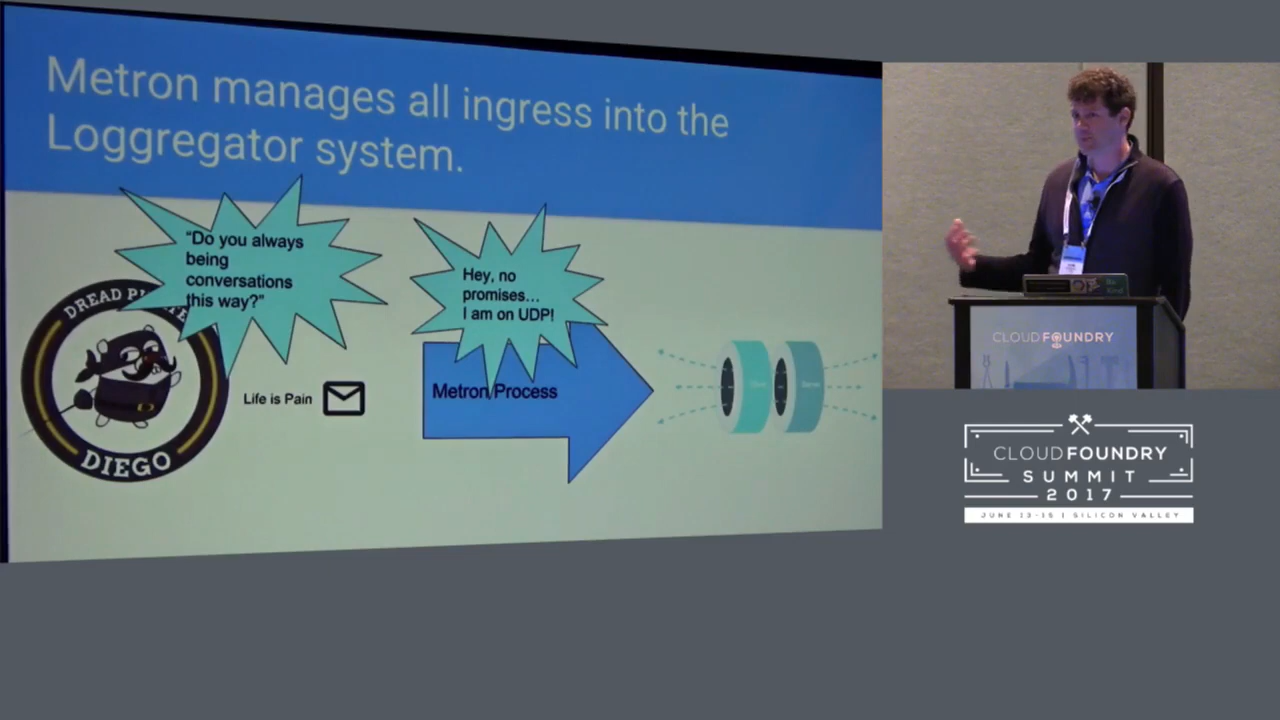 Metron manages all ingress into the
Loggregator system.
"Do you always
being
conversations
this way?"
Hey, no
promises...
I am on UDP!
DREAD
DIEGO
Life is Pain
Metron Process
CLOUD FOUNDRY
CLOUD FOUNDRY
SUMMIT
2017
JUNE 13-15 | SILICON VALLEY